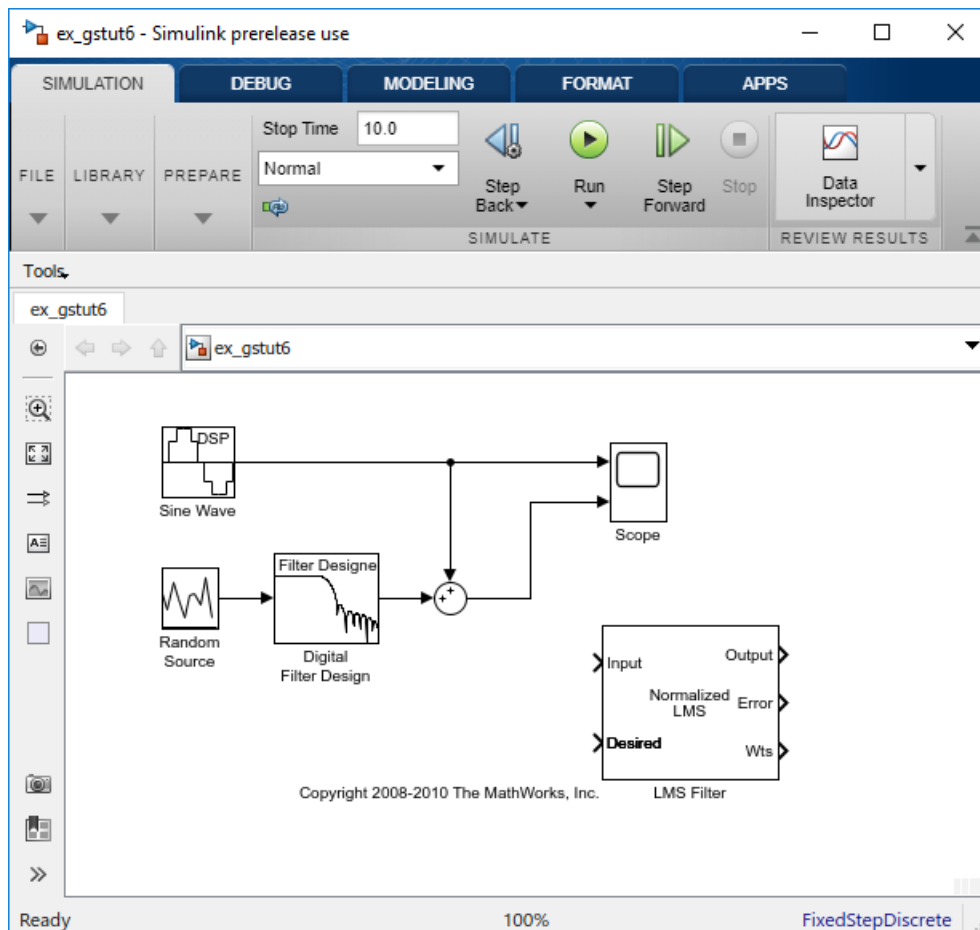 ex_gstut6 - Simulink prerelease use
SIMULATION DEBUG MODELING FORMAT APPS
FILE LIBRARY PREPARE
Stop Time 10.0
Normal
Step Back
Run
Step Forward
Stop
SIMULATE
Data Inspector
REVIEW RESULTS
Tools
ex_gstut6
ex_gstut6
DSP
Sine Wave
Scope
Random
Source
Filter Designe
Digital
Filter Design
Input
Desired
Normalized
LMS
Output
Error
Wts
LMS Filter
Copyright 2008-2010 The MathWorks, Inc.
Ready 100% FixedStepDiscrete